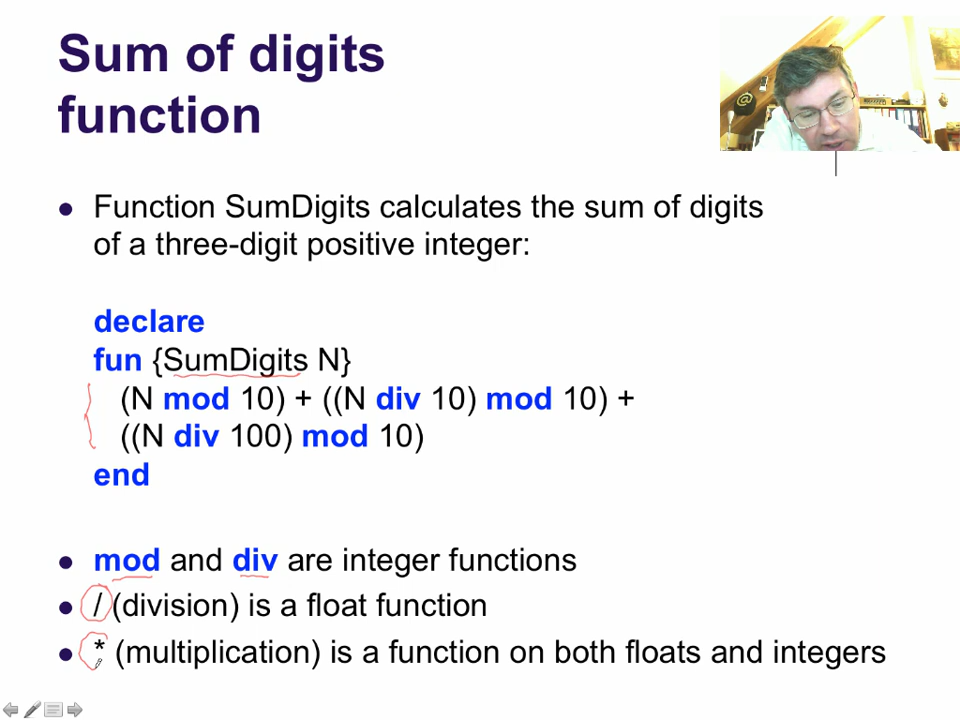 Sum of digits
function
● Function SumDigits calculates the sum of digits
of a three-digit positive integer:
declare
fun {SumDigits N}
(N mod 10) + ((N div 10) mod 10) +
((N div 100) mod 10)
end
● mod and div are integer functions
● / (division) is a float function
● * (multiplication) is a function on both floats and integers